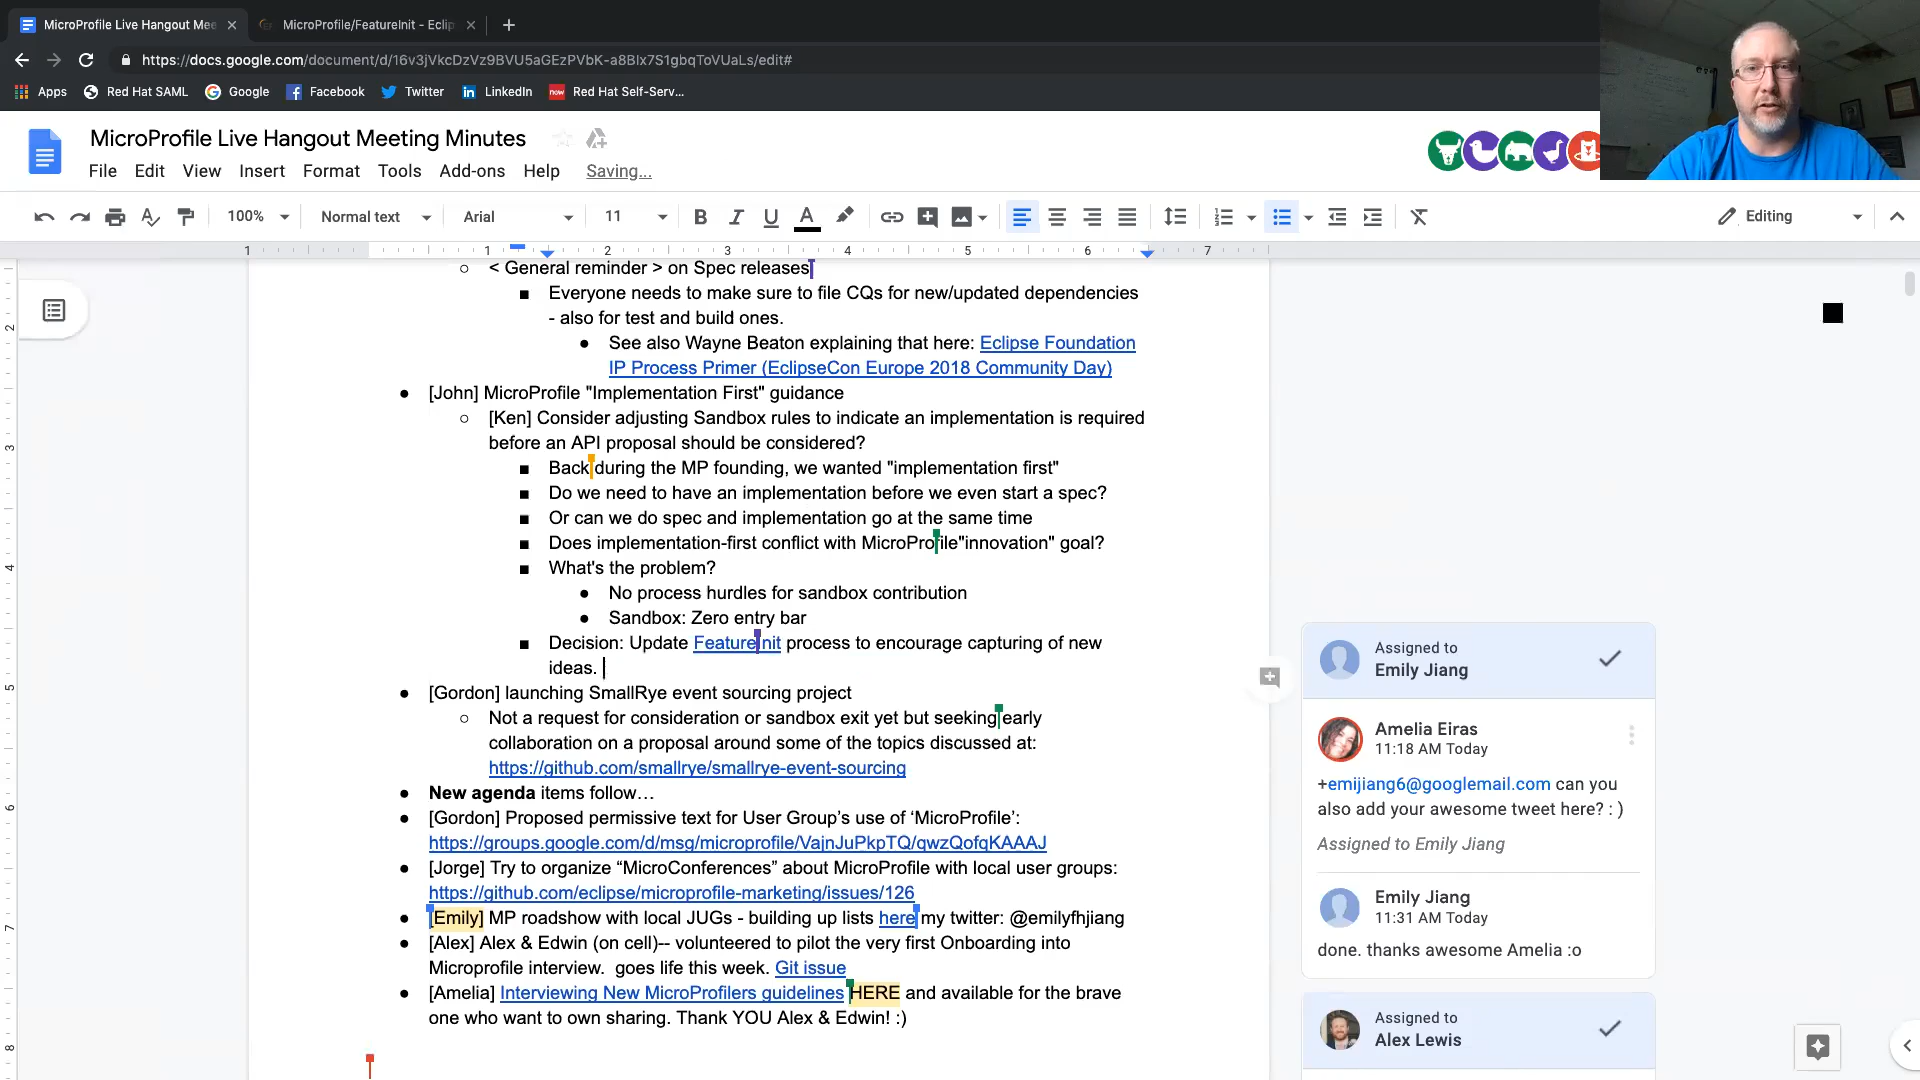 MicroProfile Live Hangout Mee
MicroProfile/FeatureInit - Eclip
https://docs.google.com/document/d/16v3jVkcDzVz9BVU5aGEzPVbK-a8BIx7S1gbqToVUaLs/edit#
Apps Red Hat SAML Google Facebook Twitter LinkedIn now Red Hat Self-Serv...
MicroProfile Live Hangout Meeting Minutes
File Edit View Insert Format Tools Add-ons Help Saving...
100% Normal text Arial 11 B I U A Editing
1 1 2 3 4 5 6 7
< General reminder > on Spec releases
Everyone needs to make sure to file CQs for new/updated dependencies
- also for test and build ones.
See also Wayne Beaton explaining that here: Eclipse Foundation
IP Process Primer (EclipseCon Europe 2018 Community Day)
[John] MicroProfile "Implementation First" guidance
[Ken] Consider adjusting Sandbox rules to indicate an implementation is required
before an API proposal should be considered?
Back during the MP founding, we wanted "implementation first"
Do we need to have an implementation before we even start a spec?
Or can we do spec and implementation go at the same time
Does implementation-first conflict with MicroProfile"innovation" goal?
What's the problem?
No process hurdles for sandbox contribution
Sandbox: Zero entry bar
Decision: Update FeatureInit process to encourage capturing of new
ideas.
[Gordon] launching SmallRye event sourcing project
Not a request for consideration or sandbox exit yet but seeking early
collaboration on a proposal around some of the topics discussed at:
https://github.com/smallrye/smallrye-event-sourcing
New agenda items follow…
[Gordon] Proposed permissive text for User Group’s use of ‘MicroProfile’:
https://groups.google.com/d/msg/microprofile/VajnJuPkpTQ/qwzQofqKAAAJ
[Jorge] Try to organize “MicroConferences” about MicroProfile with local user groups:
https://github.com/eclipse/microprofile-marketing/issues/126
[Emily] MP roadshow with local JUGs - building up lists here my twitter: @emilyfhjiang
[Alex] Alex & Edwin (on cell)-- volunteered to pilot the very first Onboarding into
Microprofile interview. goes life this week. Git issue
[Amelia] Interviewing New MicroProfilers guidelines HERE and available for the brave
one who want to own sharing. Thank YOU Alex & Edwin! :)
2
3
4
5
6
7
8
Assigned to
Emily Jiang
Amelia Eiras
11:18 AM Today
+emijiang6@googlemail.com can you
also add your awesome tweet here? : )
Assigned to Emily Jiang
Emily Jiang
11:31 AM Today
done. thanks awesome Amelia :o
Assigned to
Alex Lewis